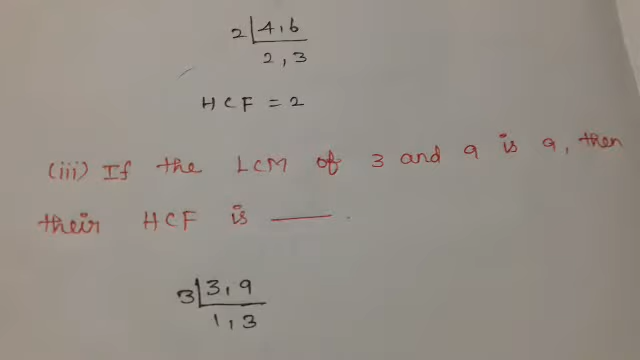 2 | 4, 6
2, 3
HCF = 2
(iii) If the LCM of 3 and 9 is 9, then
their HCF is ___.
3 | 3, 9
1, 3